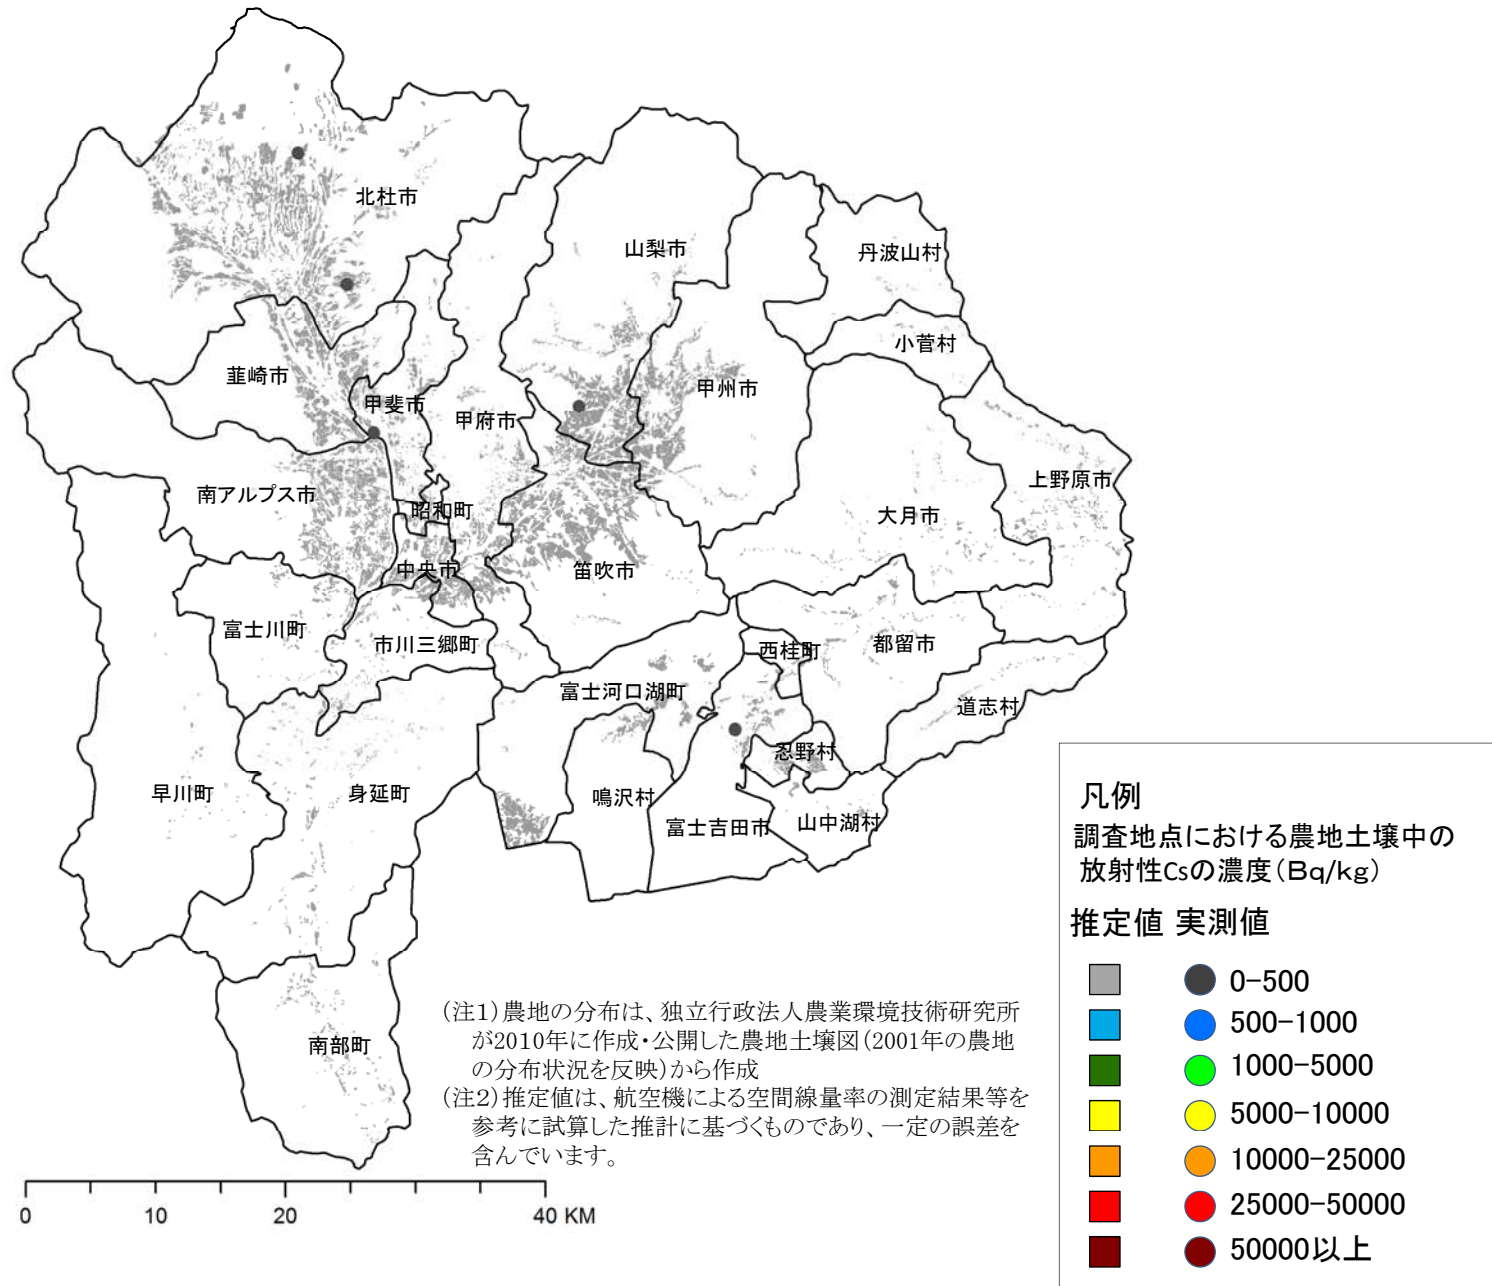 北杜市
山梨市
丹波山村
小菅村
韮崎市
甲斐市
甲府市
甲州市
上野原市
南アルプス市
昭和町
大月市
中央市
笛吹市
富士川町
市川三郷町
西桂町
都留市
富士河口湖町
道志村
忍野村
早川町
身延町
鳴沢村
富士吉田市
山中湖村
南部町
(注1)農地の分布は、独立行政法人農業環境技術研究所
が2010年に作成・公開した農地土壌図(2001年の農地
の分布状況を反映)から作成
(注2)推定値は、航空機による空間線量率の測定結果等を
参考に試算した推計に基づくものであり、一定の誤差を
含んでいます。
0 10 20 40 KM
凡例
調査地点における農地土壌中の
放射性Csの濃度(Bq/kg)
推定値 実測値
0-500
500-1000
1000-5000
5000-10000
10000-25000
25000-50000
50000以上